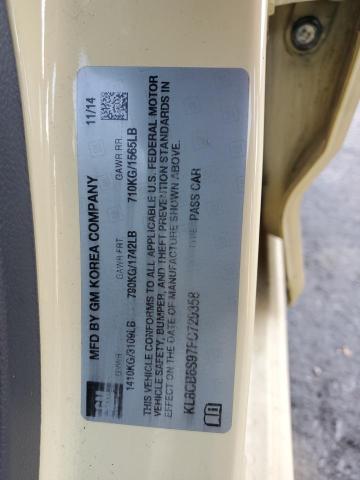 MFD BY GM KOREA COMPANY 11/14
GVWR GAWR FRT GAWR RR
1410KG/3109LB 790KG/1742LB 710KG/1565LB
THIS VEHICLE CONFORMS TO ALL APPLICABLE U.S. FEDERAL MOTOR
VEHICLE SAFETY, BUMPER, AND THEFT PREVENTION STANDARDS IN
EFFECT ON THE DATE OF MANUFACTURE SHOWN ABOVE.
KL8CB6S97FC720358 TYPE: PASS CAR